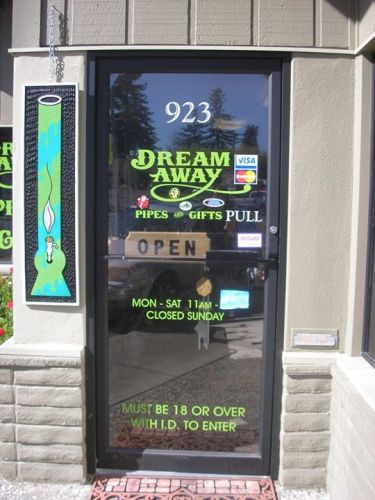 923
DREAM
AWAY
VISA
MasterCard
PIPES AND GIFTS PULL
OPEN
MON - SAT 11AM -
CLOSED SUNDAY
MUST BE 18 OR OVER
WITH I.D. TO ENTER